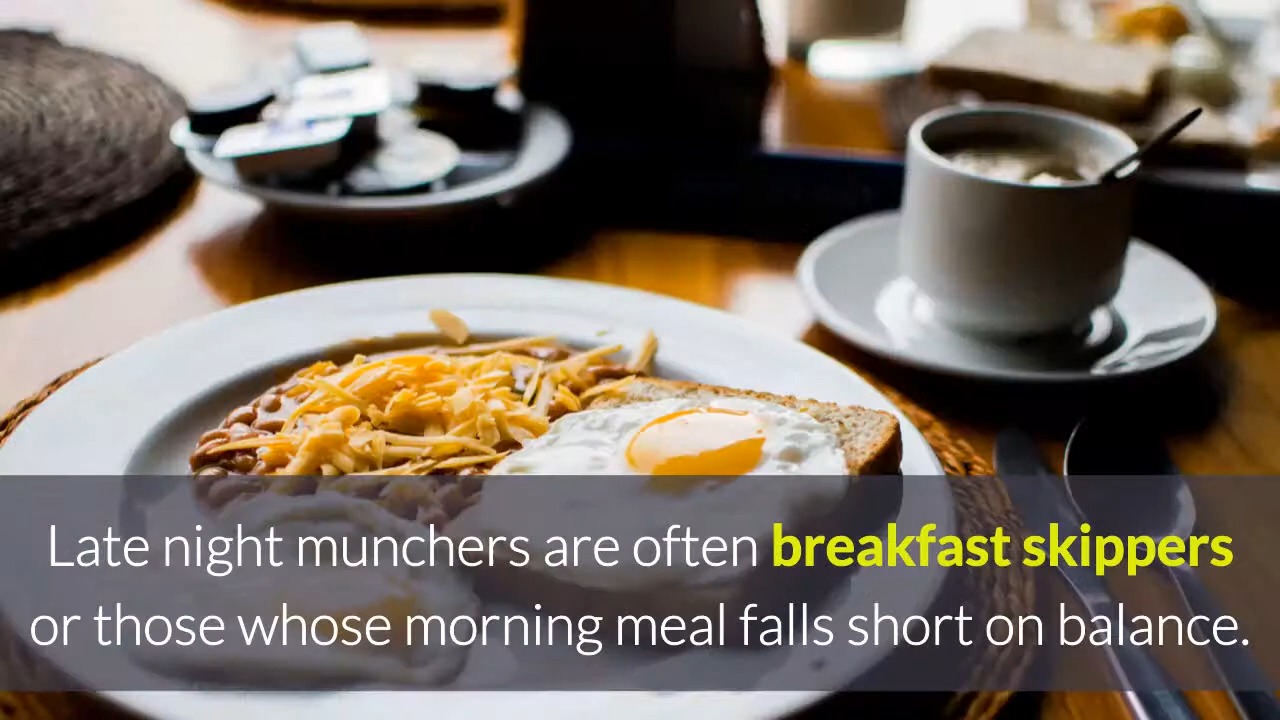 Late night munchers are often breakfast skippers
or those whose morning meal falls short on balance.